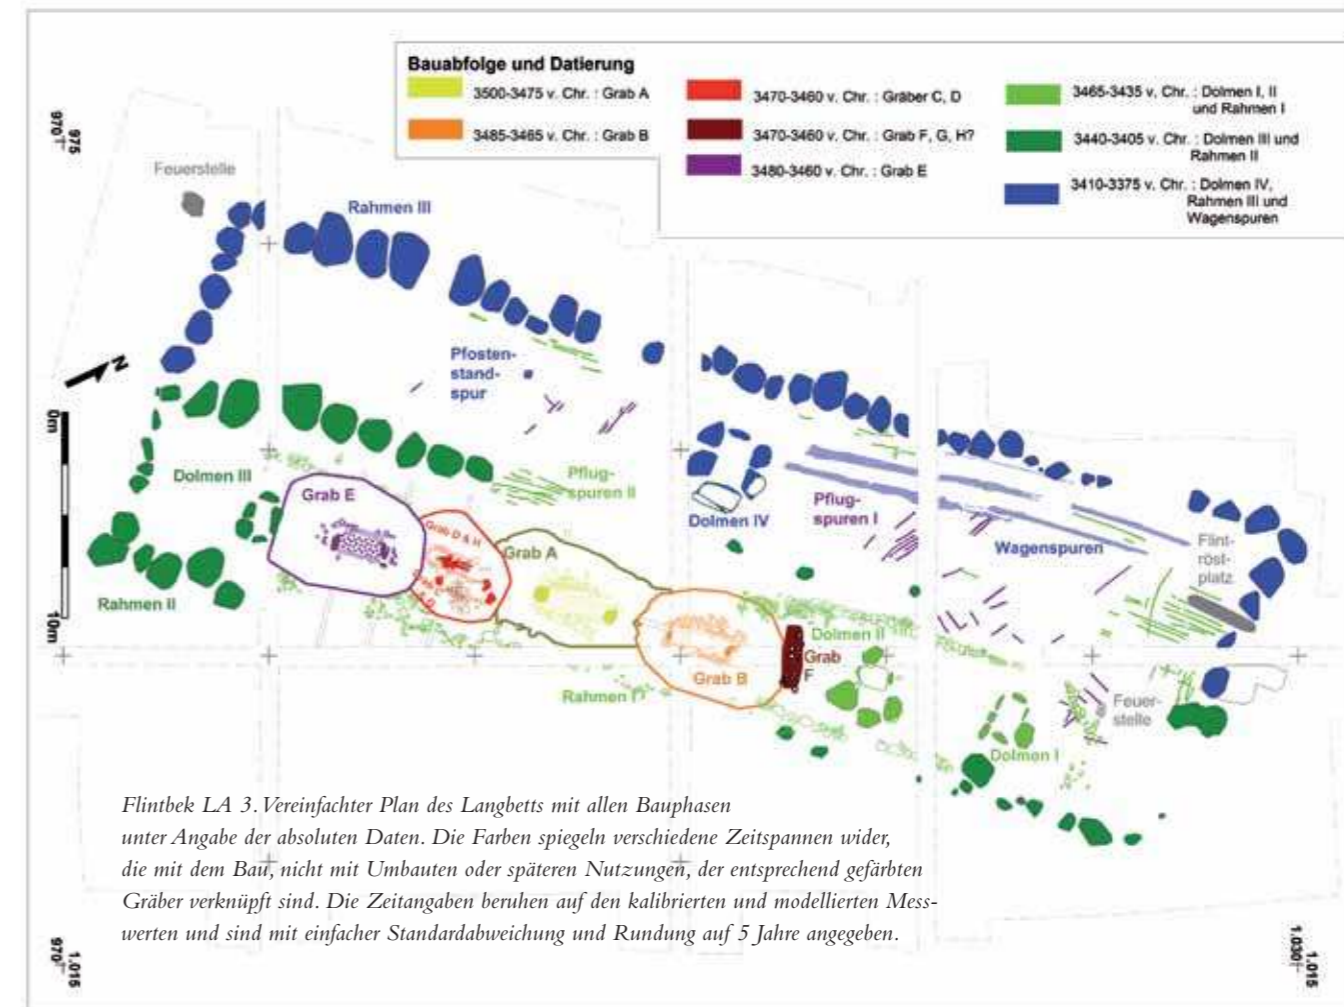 Bauabfolge und Datierung
3500-3475 v. Chr. : Grab A
3485-3465 v. Chr. : Grab B
3470-3460 v. Chr. : Gräber C, D
3470-3460 v. Chr. : Grab F, G, H?
3480-3460 v. Chr. : Grab E
3465-3435 v. Chr. : Dolmen I, II
und Rahmen I
3440-3405 v. Chr. : Dolmen III und
Rahmen II
3410-3375 v. Chr. : Dolmen IV,
Rahmen III und
Wagenspuren
970
975
Feuerstelle
Rahmen III
N
Pfosten-
stand-
spur
0m
10m
Dolmen III
Grab E
Pflug-
spuren II
Grab D & H
Grab A
Dolmen IV
Pflug-
spuren I
Wagenspuren
Flint-
röst-
platz
Rahmen II
Dolmen II
Grab
F
Grab B
Rahmen I
Feuer-
stelle
Dolmen I
Flintbek LA 3. Vereinfachter Plan des Langbetts mit allen Bauphasen
unter Angabe der absoluten Daten. Die Farben spiegeln verschiedene Zeitspannen wider,
die mit dem Bau, nicht mit Umbauten oder späteren Nutzungen, der entsprechend gefärbten
Gräber verknüpft sind. Die Zeitangaben beruhen auf den kalibrierten und modellierten Mess-
werten und sind mit einfacher Standardabweichung und Rundung auf 5 Jahre angegeben.
970
1.015
1.030
1.015